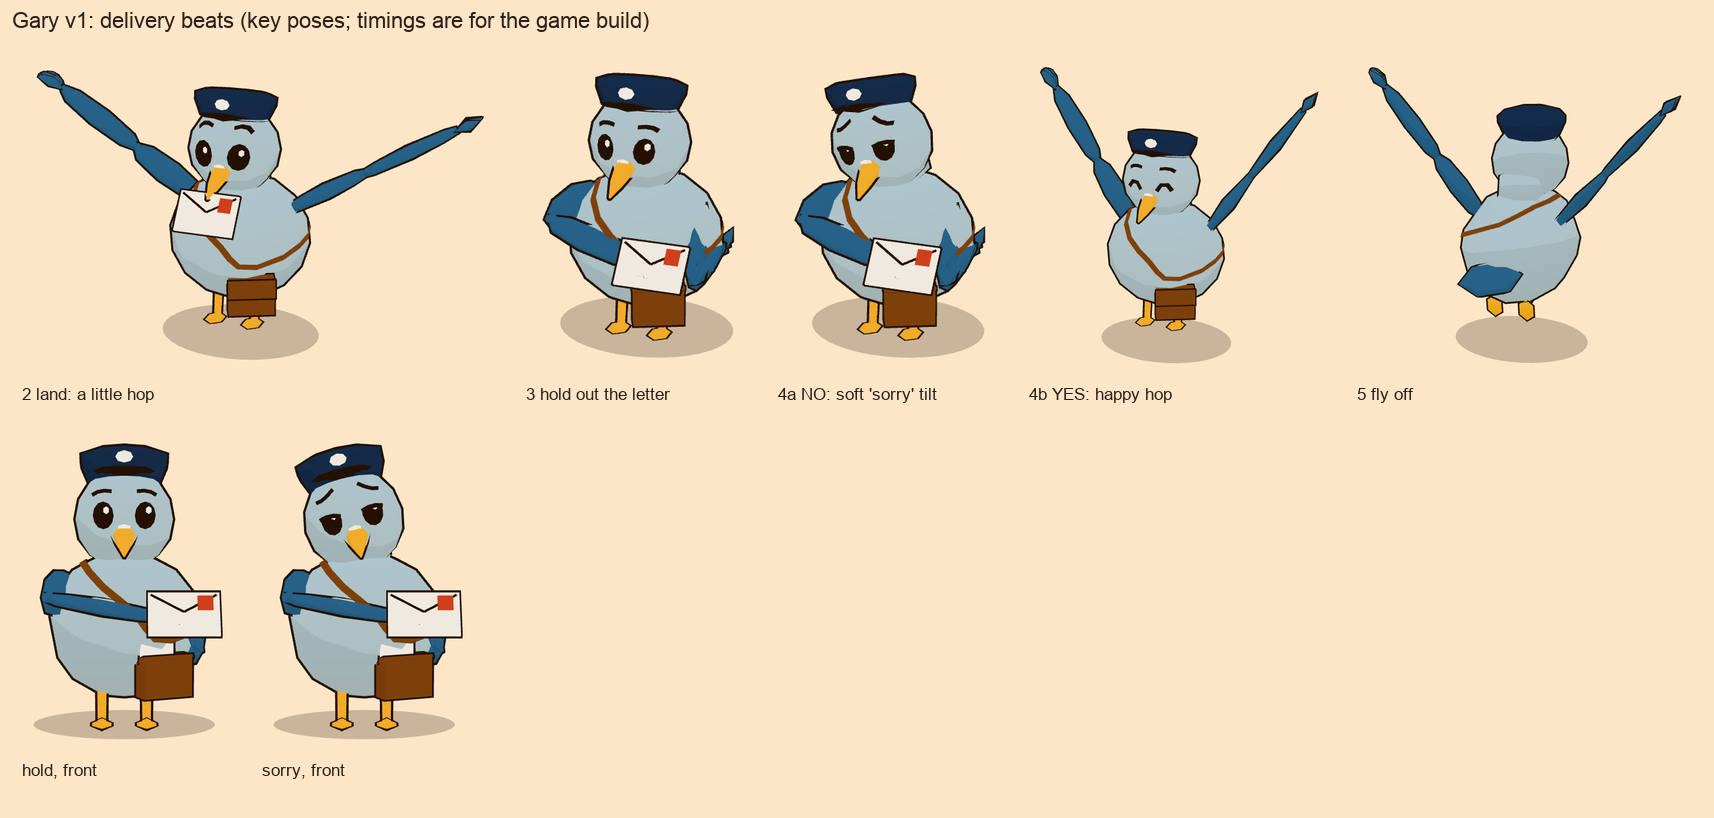 Gary v1: delivery beats (key poses; timings are for the game build)
2 land: a little hop
3 hold out the letter
4a NO: soft 'sorry' tilt
4b YES: happy hop
5 fly off
hold, front
sorry, front